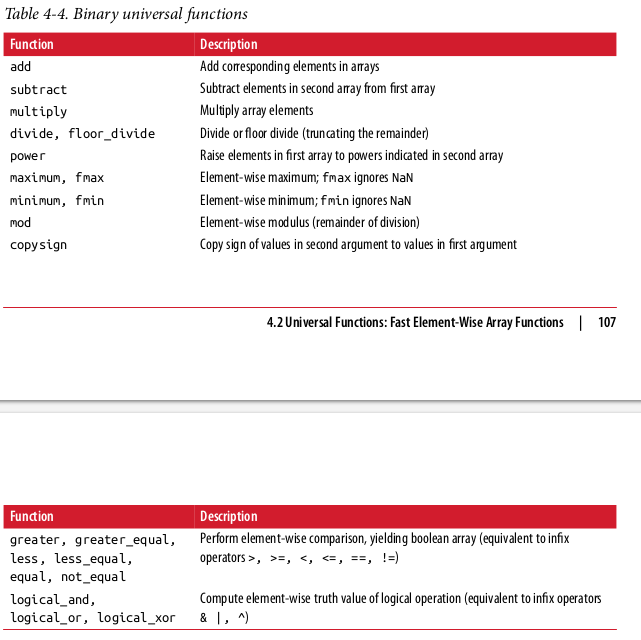 Table 4-4. Binary universal functions
Function Description
add Add corresponding elements in arrays
subtract Subtract elements in second array from first array
multiply Multiply array elements
divide, floor_divide Divide or floor divide (truncating the remainder)
power Raise elements in first array to powers indicated in second array
maximum, fmax Element-wise maximum; fmax ignores NaN
minimum, fmin Element-wise minimum; fmin ignores NaN
mod Element-wise modulus (remainder of division)
copysign Copy sign of values in second argument to values in first argument
4.2 Universal Functions: Fast Element-Wise Array Functions | 107
Function Description
greater, greater_equal, Perform element-wise comparison, yielding boolean array (equivalent to infix
less, less_equal, operators >, >=, <, <=, ==, !=)
equal, not_equal
logical_and, Compute element-wise truth value of logical operation (equivalent to infix operators
logical_or, logical_xor & |, ^)